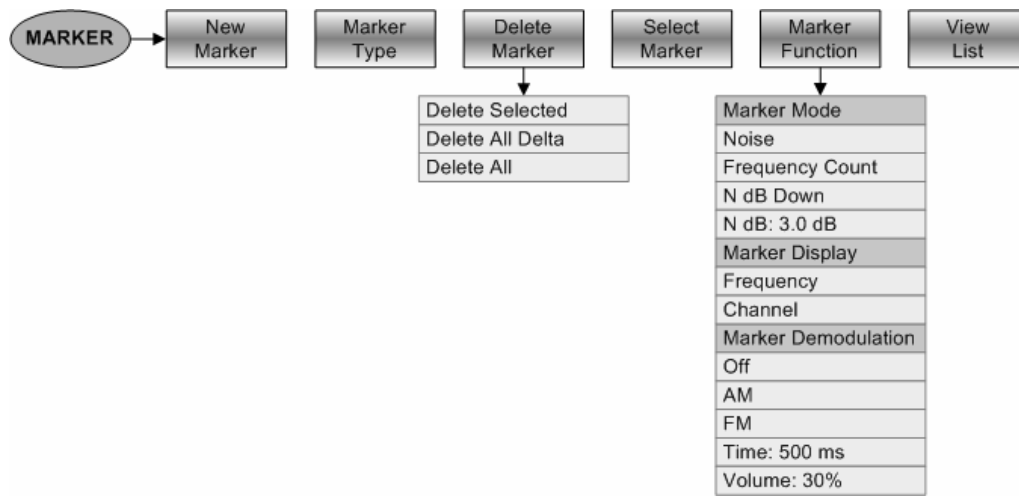 MARKER
New
Marker
Marker
Type
Delete
Marker
Select
Marker
Marker
Function
View
List
Delete Selected
Delete All Delta
Delete All
Marker Mode
Noise
Frequency Count
N dB Down
N dB: 3.0 dB
Marker Display
Frequency
Channel
Marker Demodulation
Off
AM
FM
Time: 500 ms
Volume: 30%